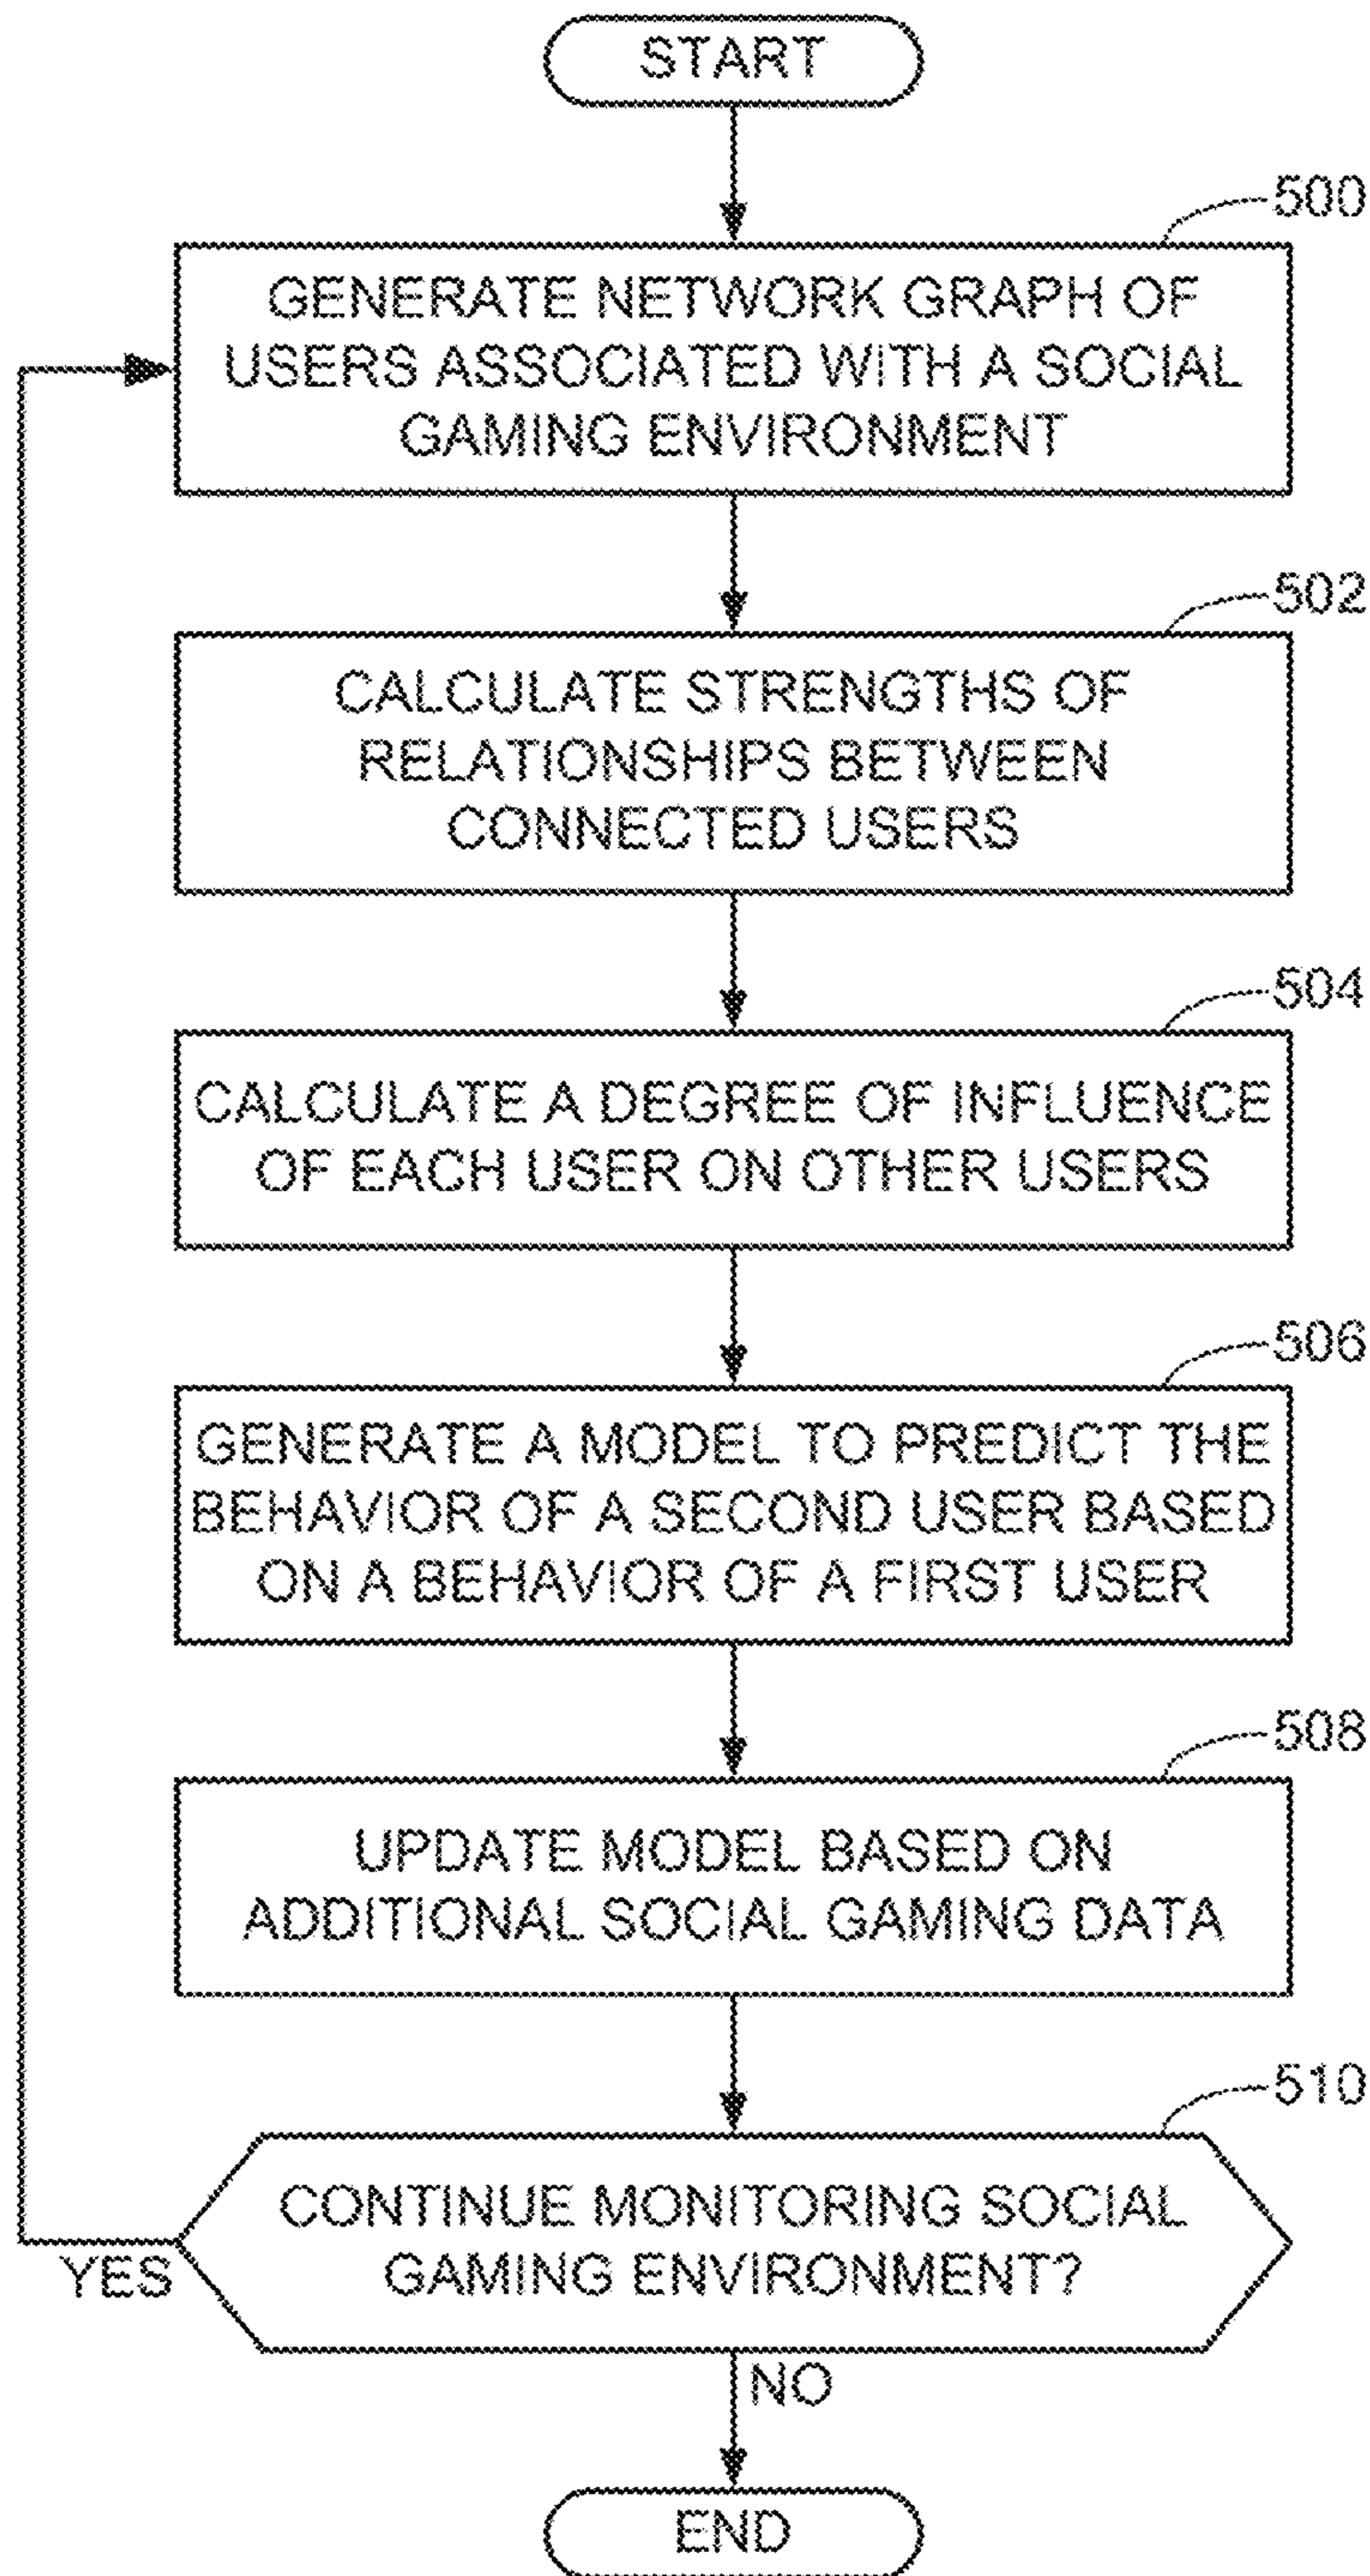 START
500
GENERATE NETWORK GRAPH OF
USERS ASSOCIATED WITH A SOCIAL
GAMING ENVIRONMENT
502
CALCULATE STRENGTHS OF
RELATIONSHIPS BETWEEN
CONNECTED USERS
504
CALCULATE A DEGREE OF INFLUENCE
OF EACH USER ON OTHER USERS
506
GENERATE A MODEL TO PREDICT THE
BEHAVIOR OF A SECOND USER BASED
ON A BEHAVIOR OF A FIRST USER
508
UPDATE MODEL BASED ON
ADDITIONAL SOCIAL GAMING DATA
510
CONTINUE MONITORING SOCIAL
GAMING ENVIRONMENT?
YES
NO
END